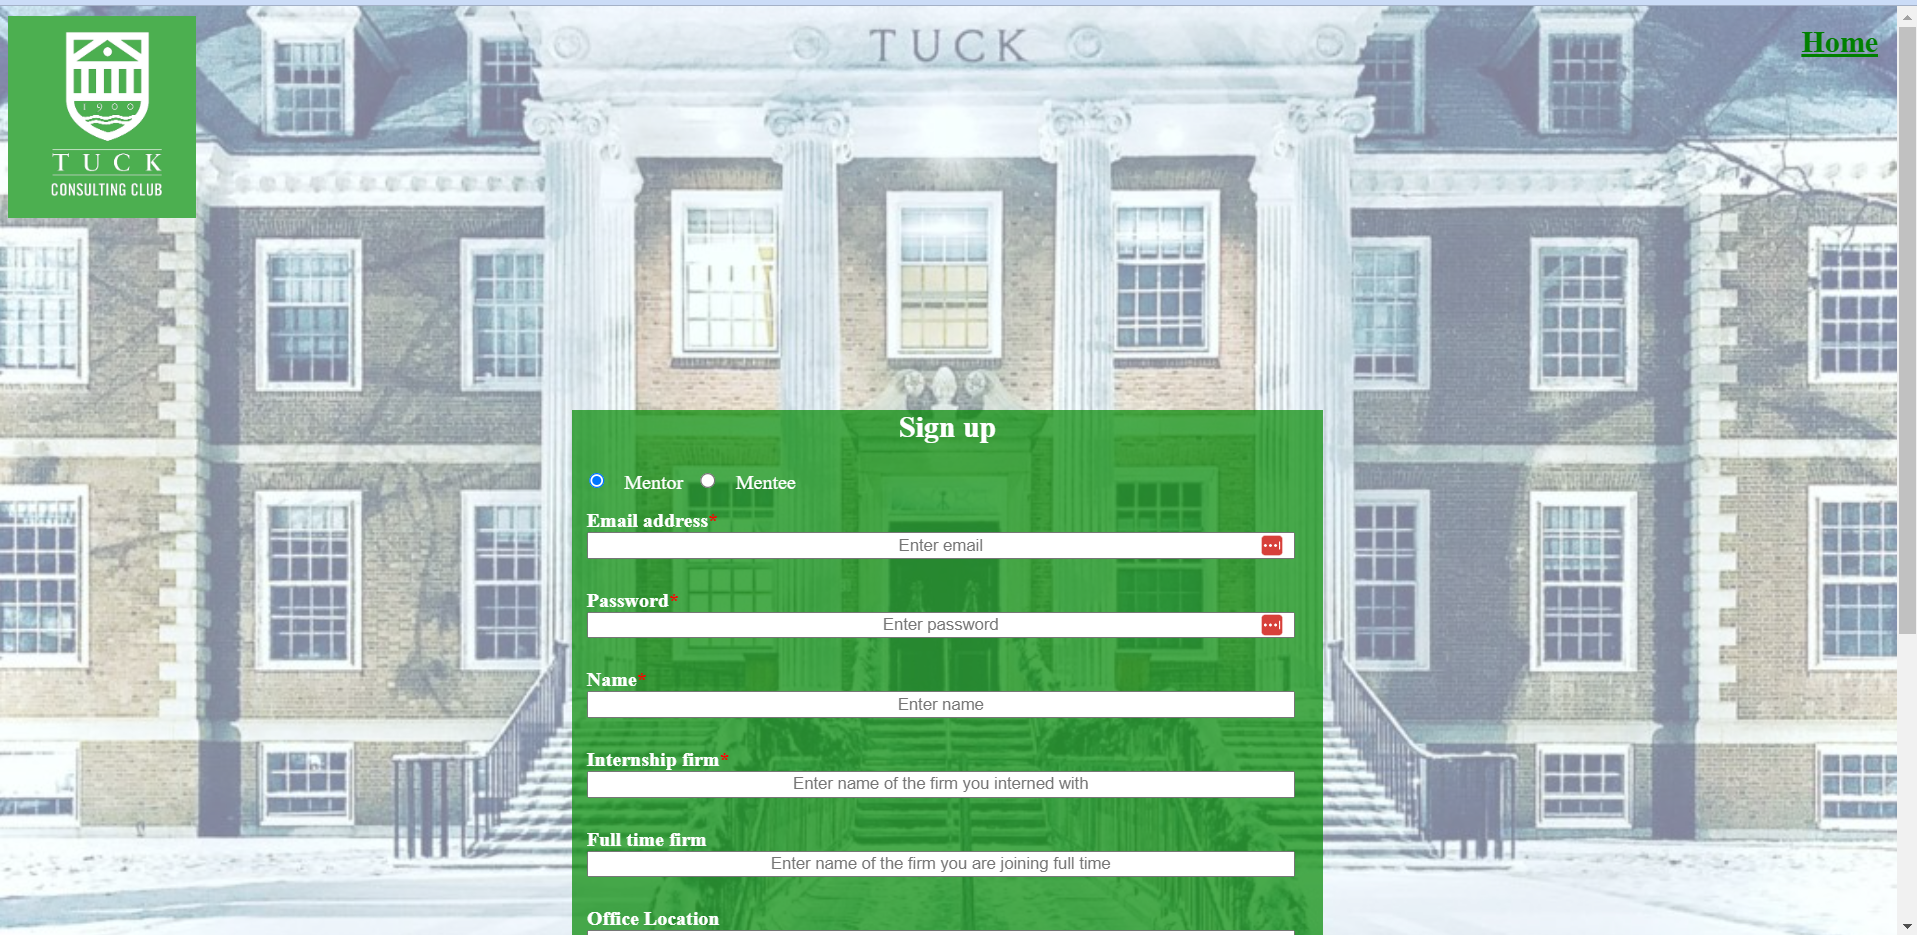 TUCK
Home
1900
TUCK
CONSULTING CLUB
Sign up
Mentor Mentee
Email address*
Enter email
Password*
Enter password
Name*
Enter name
Internship firm*
Enter name of the firm you interned with
Full time firm
Enter name of the firm you are joining full time
Office Location